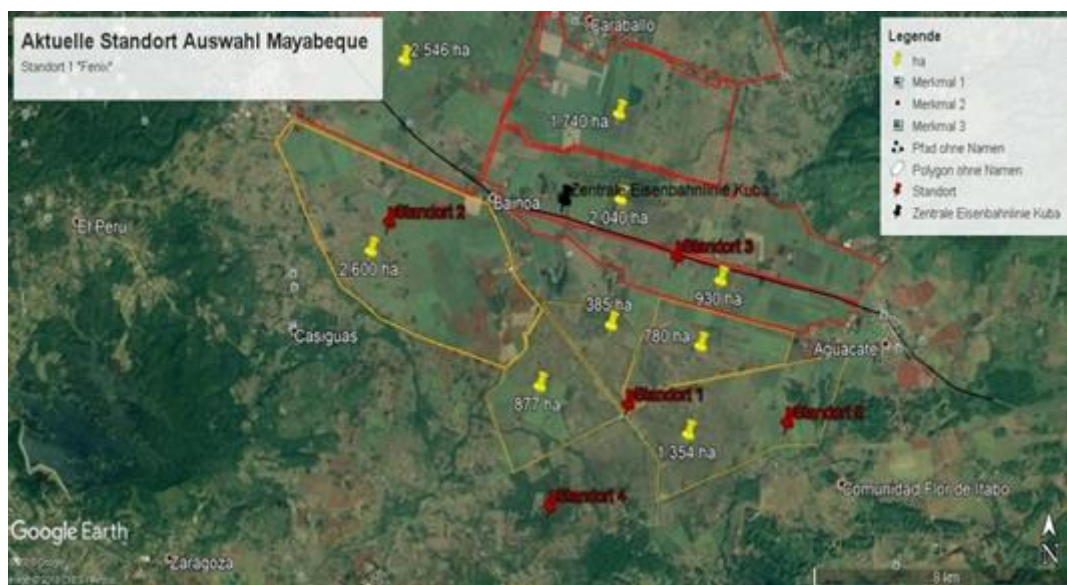 Aktuelle Standort Auswahl Mayabeque
Standort 1 "Fenix"
Legende
ha
Merkmal 1
Merkmal 2
Merkmal 3
Pfad ohne Namen
Polygon ohne Namen
Standort
Zentrale Eisenbahnlinie Kuba
Caraballo
2.546 ha
1.740 ha
Zentrale Eisenbahnlinie Kuba
Bainoa
2.040 ha
El Peru
Standort 2
Standort 3
2.600 ha
930 ha
385 ha
Casiguas
780 ha
Aguacate
877 ha
Standort 1
1.354 ha
Comunidad Flor de Itabo
Standort 4
Google Earth
Zaragoza
N
8 km